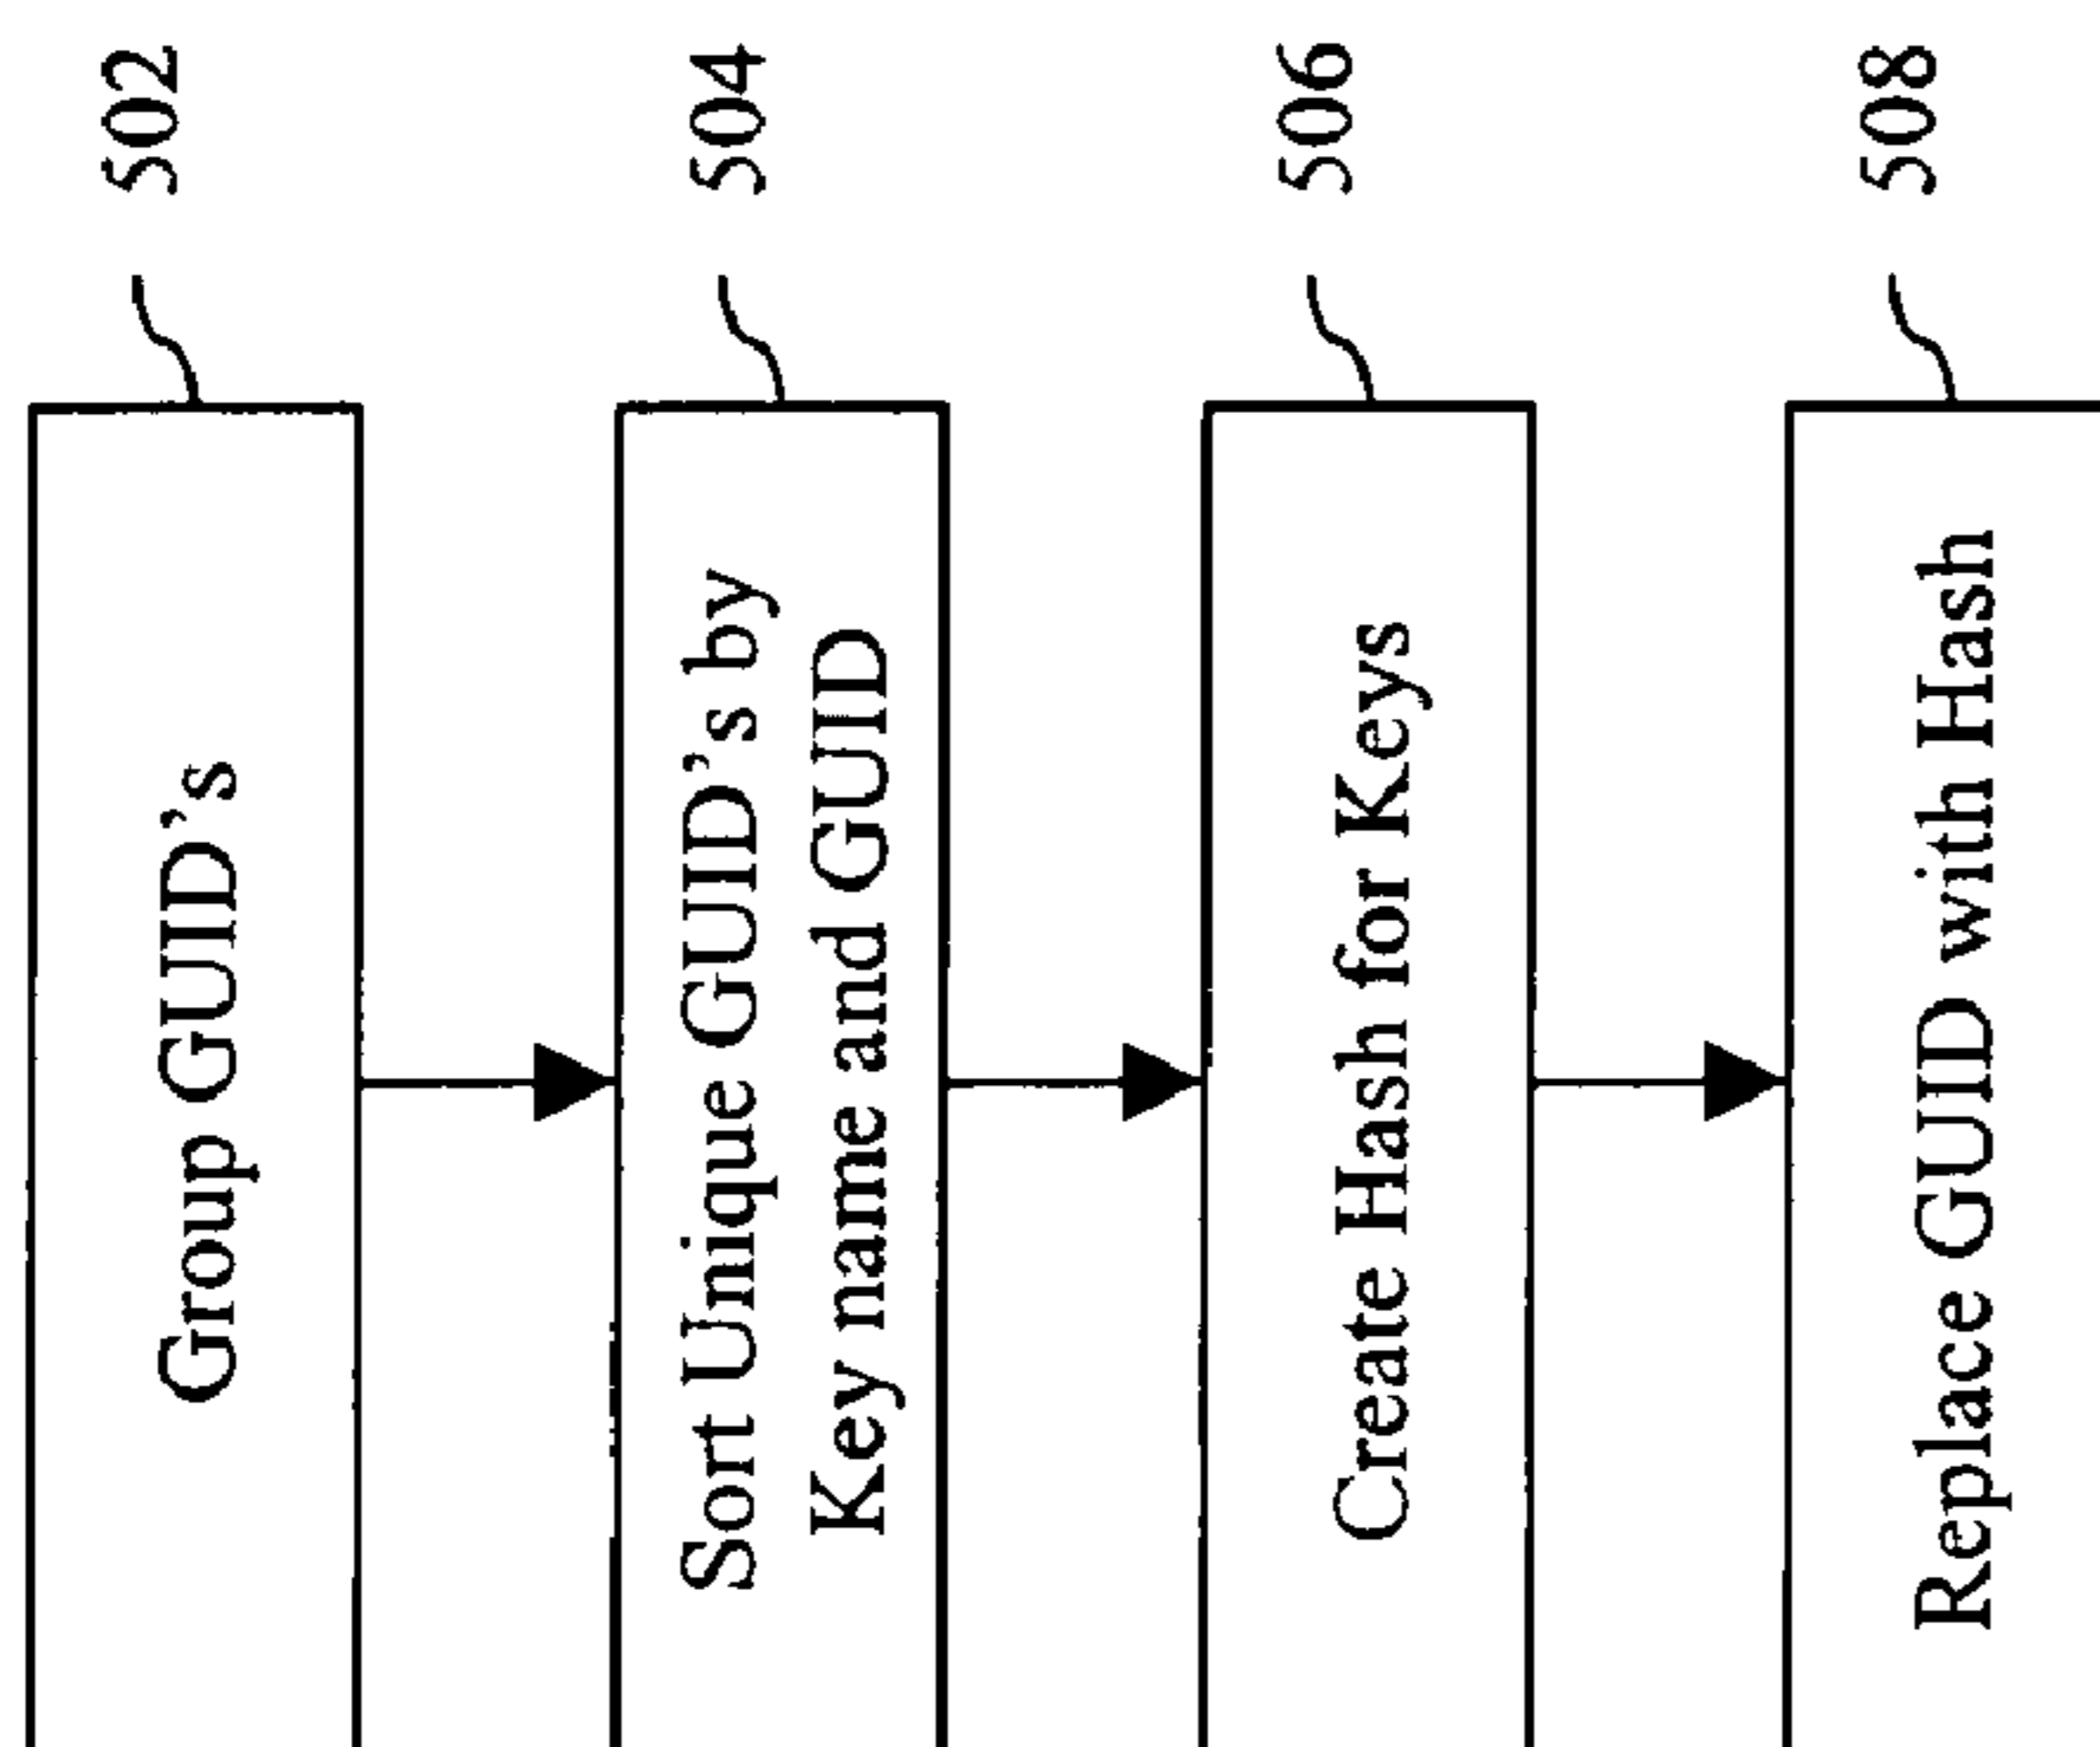 Group GUID's
502
Sort Unique GUID's by
Key name and GUID
504
Create Hash for Keys
506
Replace GUID with Hash
508